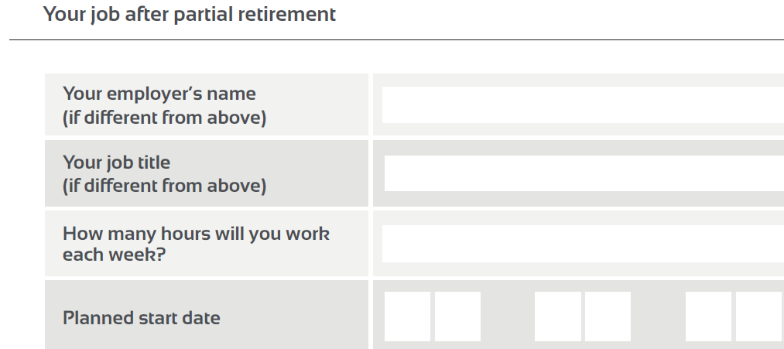 Your job after partial retirement
Your employer's name
(if different from above)
Your job title
(if different from above)
How many hours will you work
each week?
Planned start date